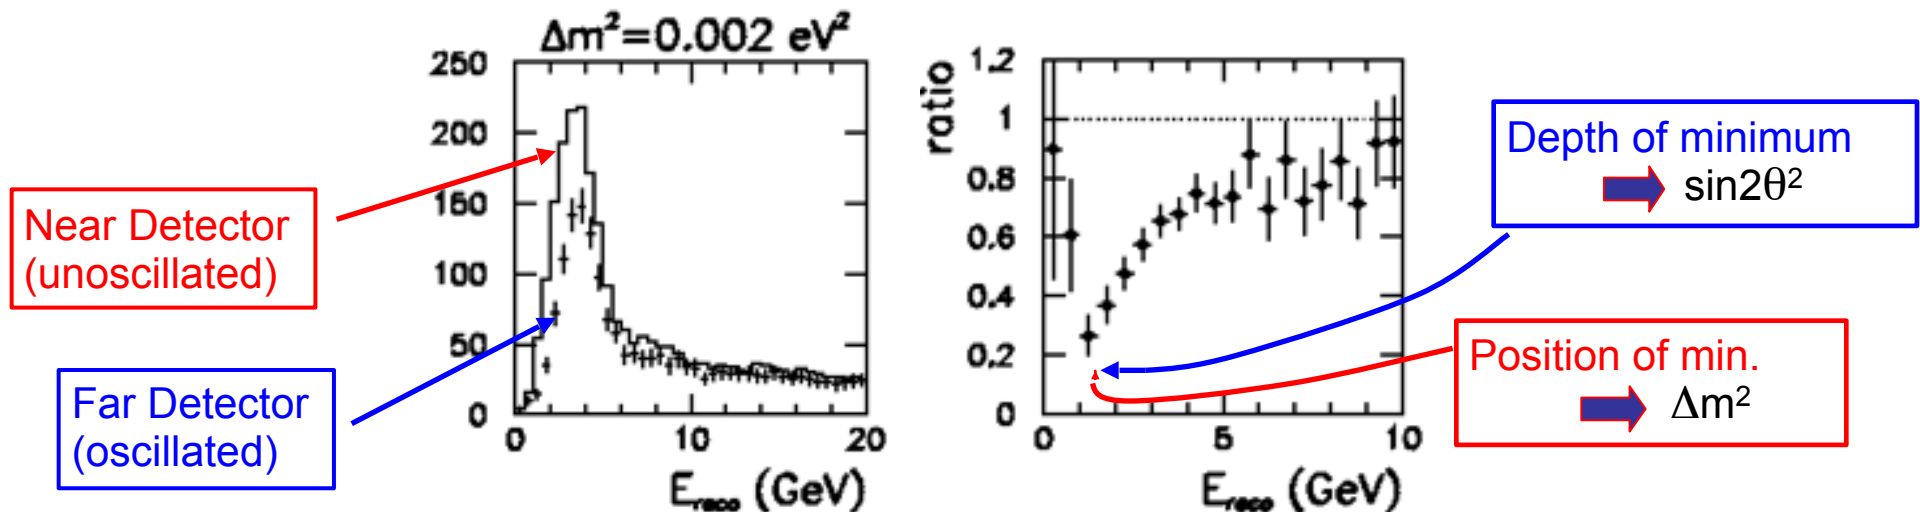 Δm²=0.002 eV²
250
200
150
100
50
0
0 10 20
E_reco (GeV)
Near Detector
(unoscillated)
Far Detector
(oscillated)
ratio
1.2
1
0.8
0.6
0.4
0.2
0
0 5 10
E_reco (GeV)
Depth of minimum
sin2θ²
Position of min.
Δm²